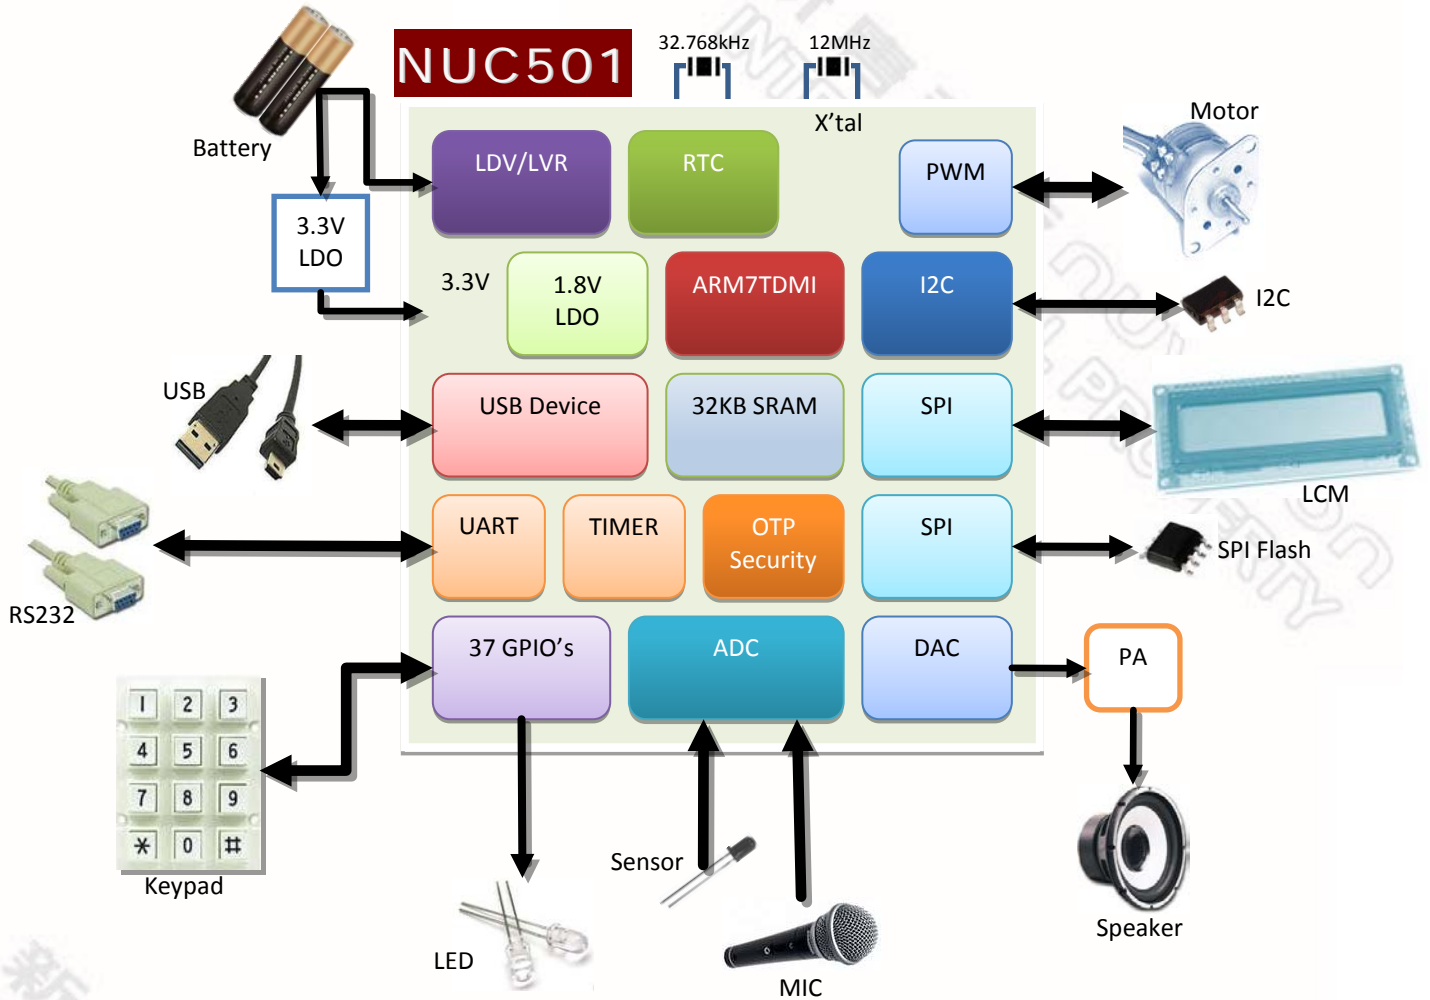 NUC501
32.768kHz
12MHz
X'tal
Battery
Motor
LDV/LVR
RTC
PWM
3.3V
LDO
3.3V
1.8V
LDO
ARM7TDMI
I2C
I2C
USB
USB Device
32KB SRAM
SPI
LCM
UART
TIMER
OTP
Security
SPI
SPI Flash
RS232
37 GPIO's
ADC
DAC
PA
1 2 3
4 5 6
7 8 9
* 0 #
Keypad
Sensor
LED
MIC
Speaker